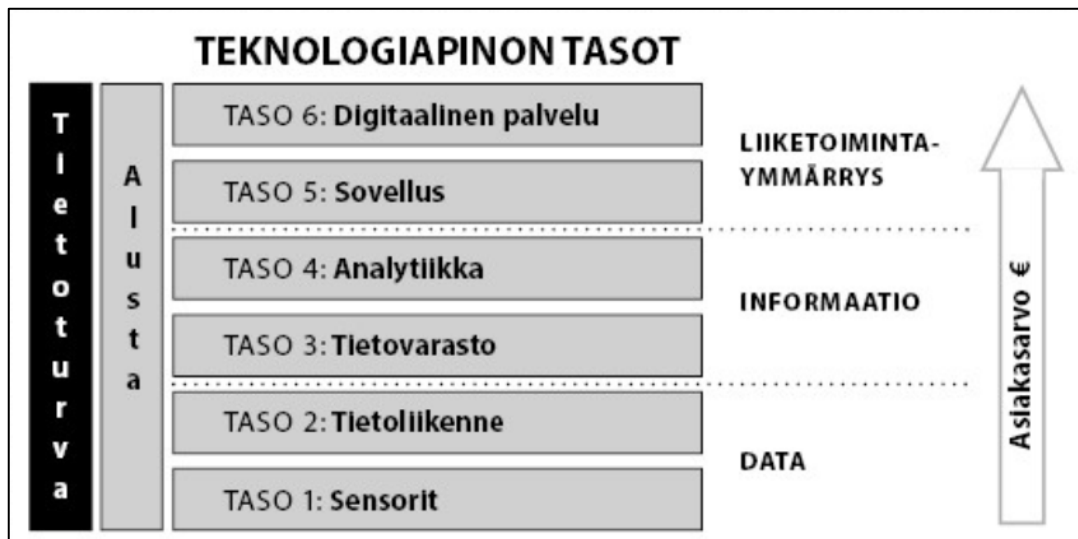 TEKNOLOGIAPINON TASOT
Tietoturva
Alusta
TASO 6: Digitaalinen palvelu
TASO 5: Sovellus
TASO 4: Analytiikka
TASO 3: Tietovarasto
TASO 2: Tietoliikenne
TASO 1: Sensorit
LIIKETOIMINTA-
YMMÄRRYS
INFORMAATIO
DATA
Asiakasarvo €